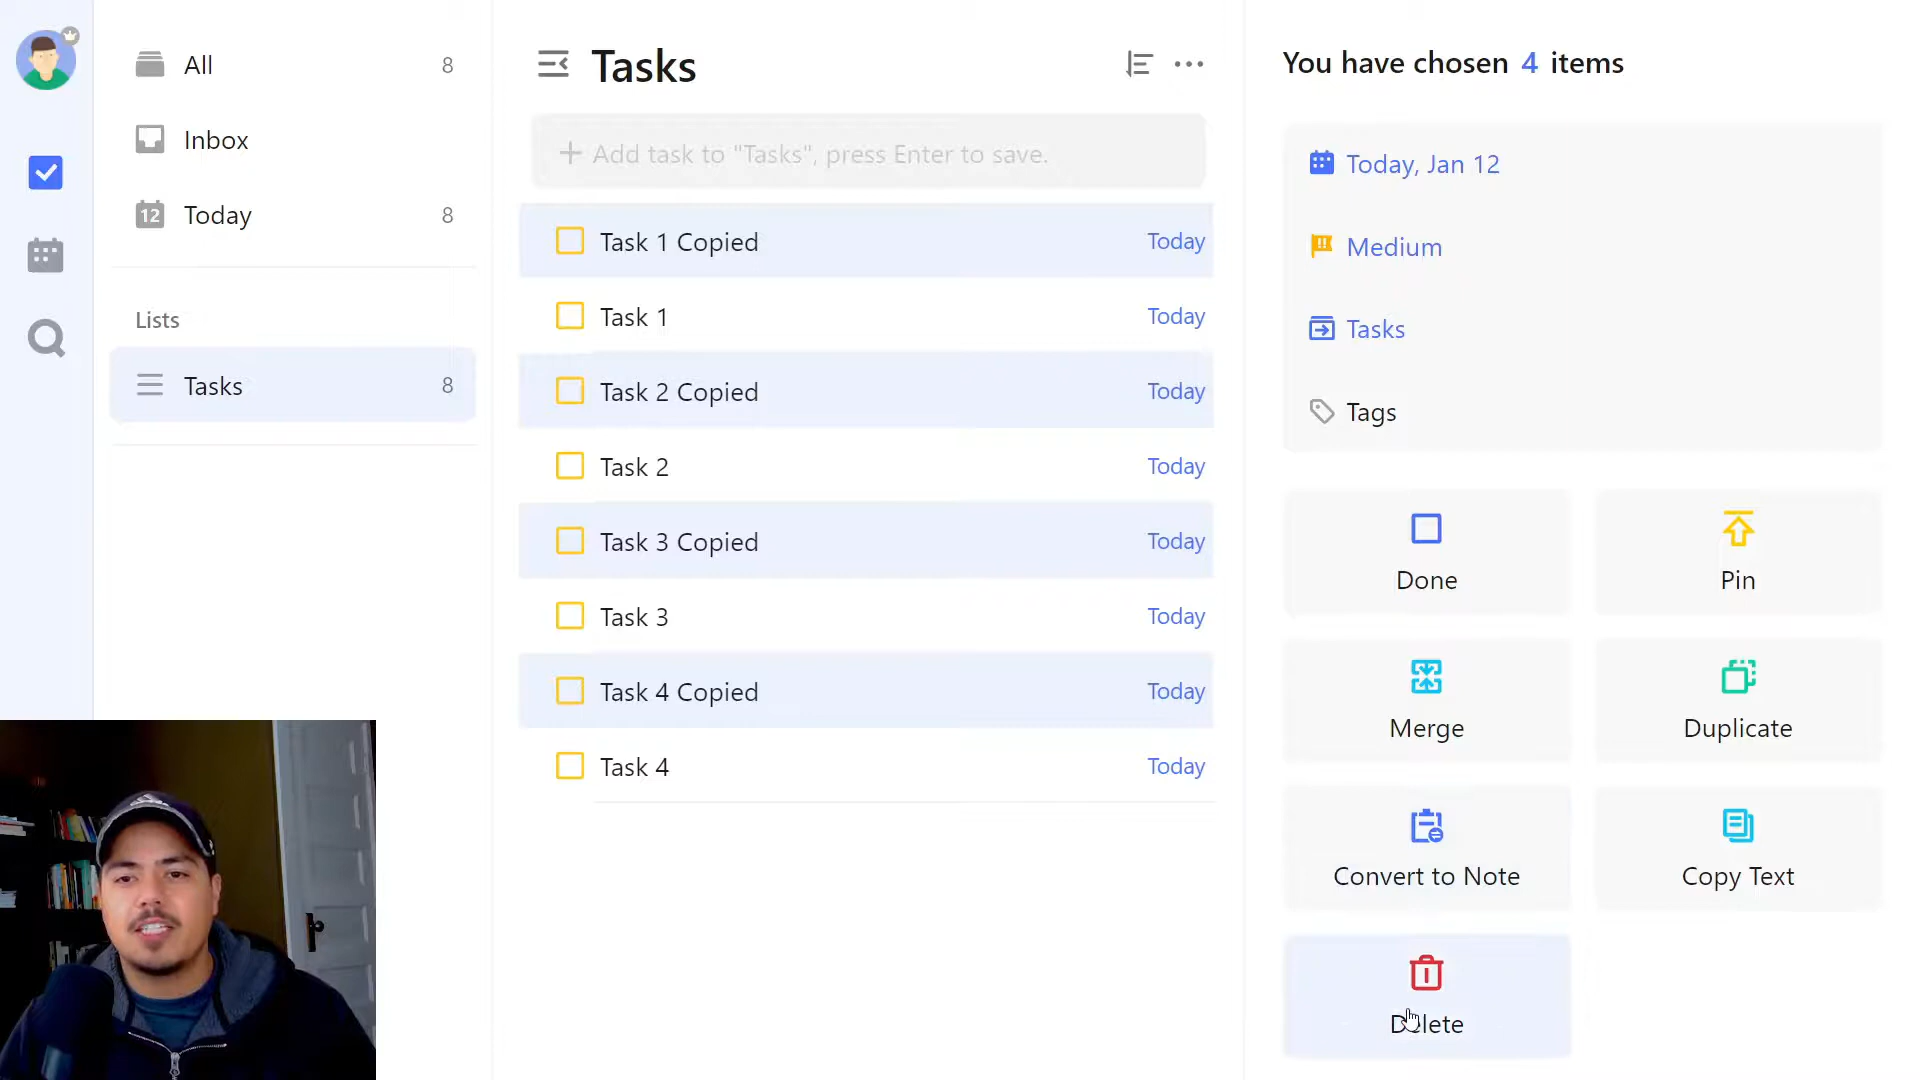 All 8
Inbox
12 Today 8
Lists
Tasks 8
Tasks
+ Add task to "Tasks", press Enter to save.
Task 1 Copied Today
Task 1 Today
Task 2 Copied Today
Task 2 Today
Task 3 Copied Today
Task 3 Today
Task 4 Copied Today
Task 4 Today
You have chosen 4 items
Today, Jan 12
Medium
Tasks
Tags
Done
Pin
Merge
Duplicate
Convert to Note
Copy Text
Delete